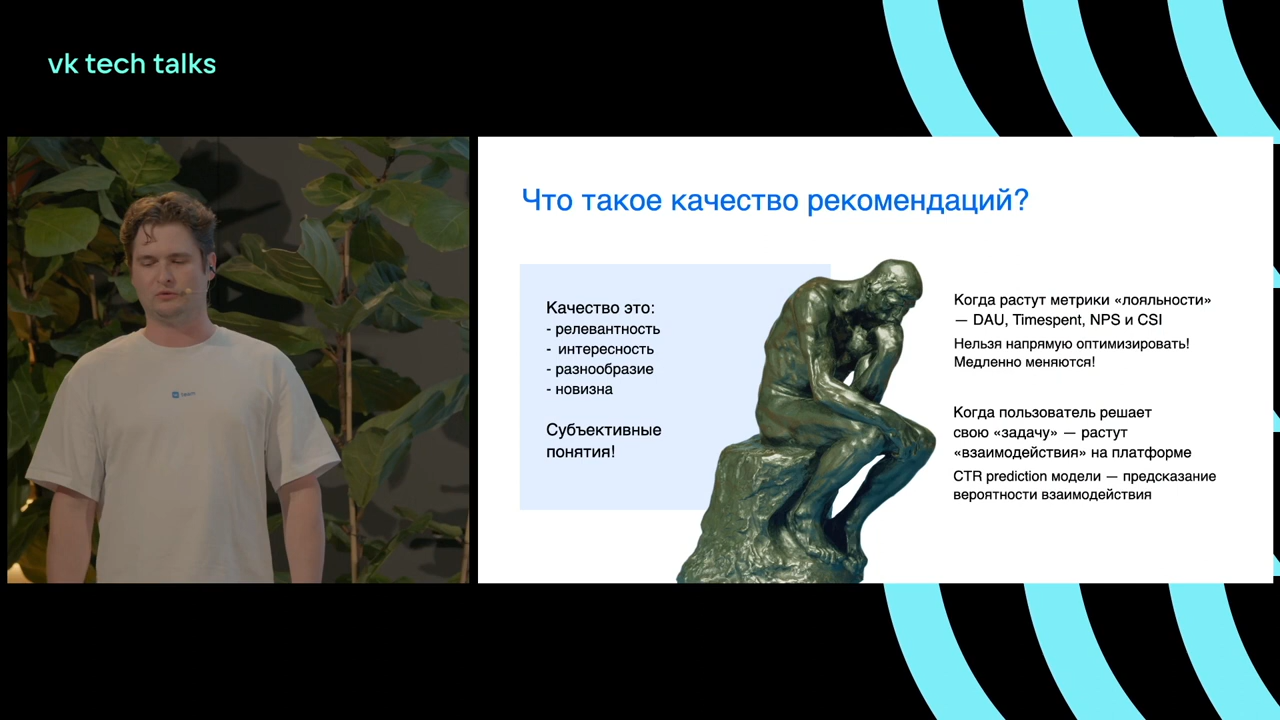 vk tech talks
team
Что такое качество рекомендаций?
Качество это:
- релевантность
- интересность
- разнообразие
- новизна
Субъективные
понятия!
Когда растут метрики «лояльности»
— DAU, Timespent, NPS и CSI
Нельзя напрямую оптимизировать!
Медленно меняются!
Когда пользователь решает
свою «задачу» — растут
«взаимодействия» на платформе
CTR prediction модели — предсказание
вероятности взаимодействия